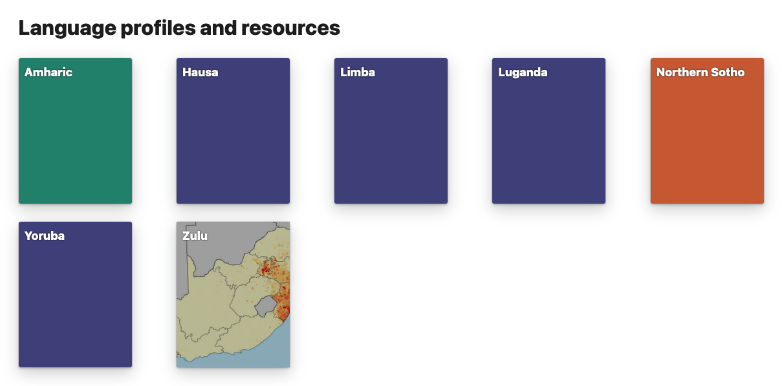 Language profiles and resources
Amharic
Hausa
Limba
Luganda
Northern Sotho
Yoruba
Zulu